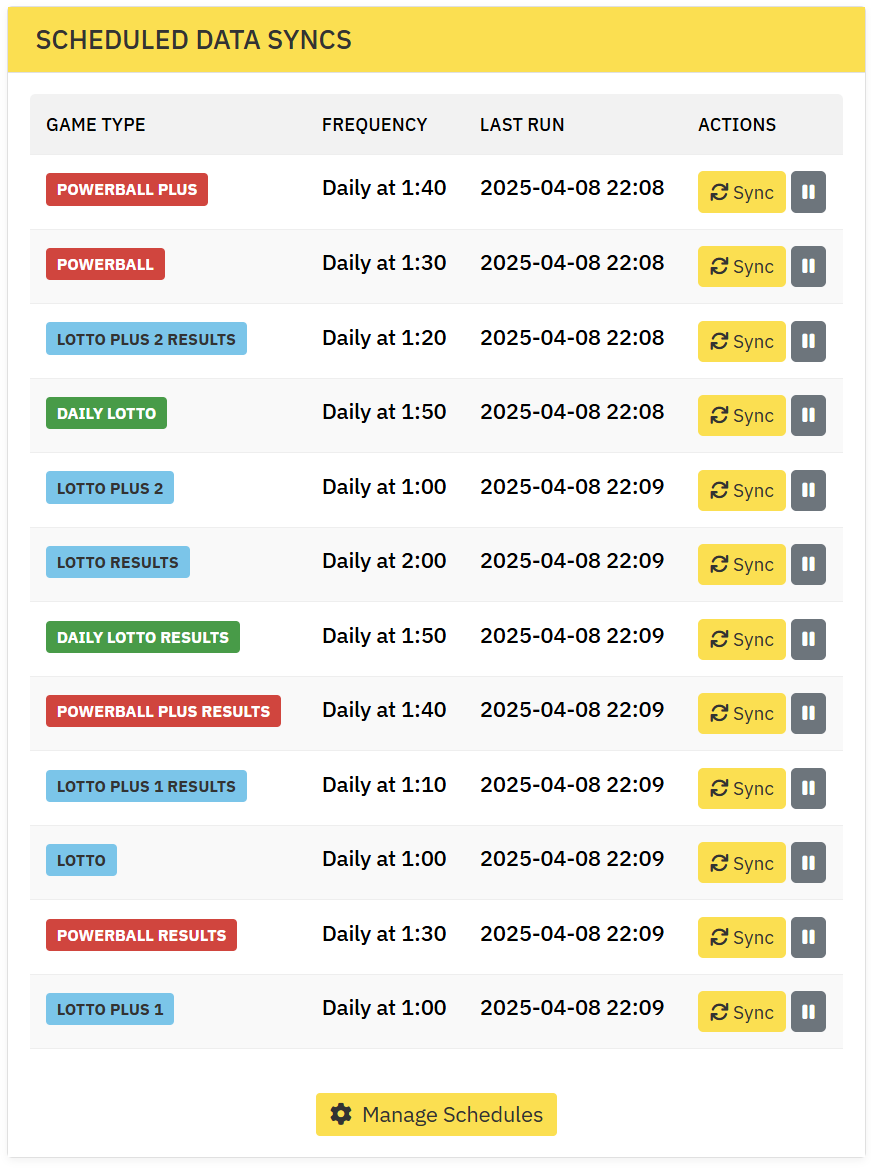 SCHEDULED DATA SYNCS
GAME TYPE FREQUENCY LAST RUN ACTIONS
POWERBALL PLUS Daily at 1:40 2025-04-08 22:08 Sync
POWERBALL Daily at 1:30 2025-04-08 22:08 Sync
LOTTO PLUS 2 RESULTS Daily at 1:20 2025-04-08 22:08 Sync
DAILY LOTTO Daily at 1:50 2025-04-08 22:08 Sync
LOTTO PLUS 2 Daily at 1:00 2025-04-08 22:09 Sync
LOTTO RESULTS Daily at 2:00 2025-04-08 22:09 Sync
DAILY LOTTO RESULTS Daily at 1:50 2025-04-08 22:09 Sync
POWERBALL PLUS RESULTS Daily at 1:40 2025-04-08 22:09 Sync
LOTTO PLUS 1 RESULTS Daily at 1:10 2025-04-08 22:09 Sync
LOTTO Daily at 1:00 2025-04-08 22:09 Sync
POWERBALL RESULTS Daily at 1:30 2025-04-08 22:09 Sync
LOTTO PLUS 1 Daily at 1:00 2025-04-08 22:09 Sync
Manage Schedules